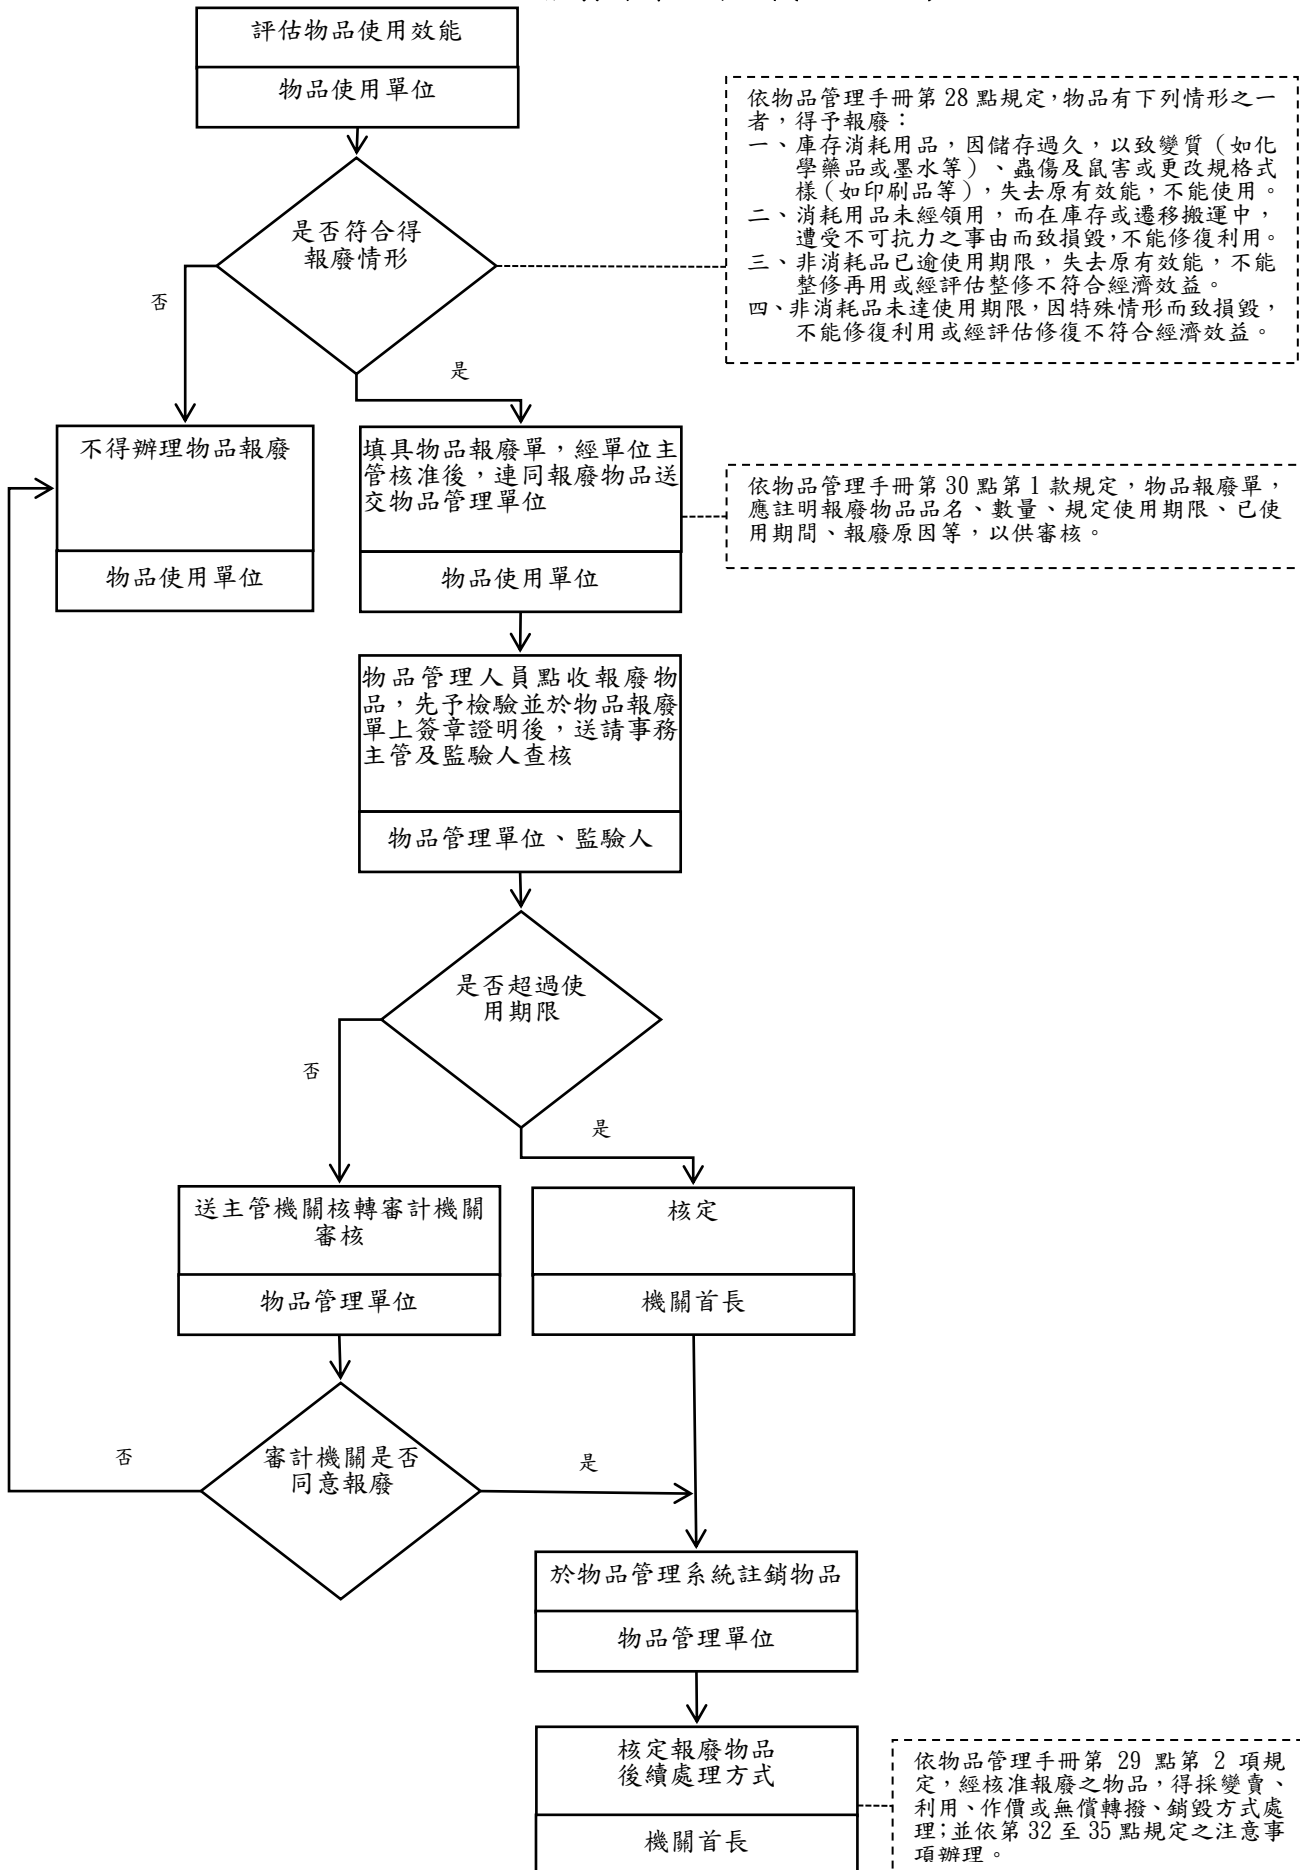 評估物品使用效能
物品使用單位
依物品管理手冊第 28 點規定,物品有下列情形之一
者,得予報廢:
一、庫存消耗用品,因儲存過久,以致變質(如化
學藥品或墨水等)、蟲傷及鼠害或更改規格式
樣(如印刷品等),失去原有效能,不能使用。
二、消耗用品未經領用,而在庫存或遷移搬運中,
遭受不可抗力之事由而致損毀,不能修復利用。
三、非消耗品已逾使用期限,失去原有效能,不能
整修再用或經評估整修不符合經濟效益。
四、非消耗品未達使用期限,因特殊情形而致損毀,
不能修復利用或經評估修復不符合經濟效益。
是否符合得
報廢情形
否
是
不得辦理物品報廢
物品使用單位
填具物品報廢單,經單位主
管核准後,連同報廢物品送
交物品管理單位
物品使用單位
依物品管理手冊第 30 點第 1 款規定,物品報廢單,
應註明報廢物品品名、數量、規定使用期限、已使
用期間、報廢原因等,以供審核。
物品管理人員點收報廢物
品,先予檢驗並於物品報廢
單上簽章證明後,送請事務
主管及監驗人查核
物品管理單位、監驗人
是否超過使
用期限
否
是
送主管機關核轉審計機關
審核
物品管理單位
核定
機關首長
審計機關是否
同意報廢
否
是
於物品管理系統註銷物品
物品管理單位
核定報廢物品
後續處理方式
機關首長
依物品管理手冊第 29 點第 2 項規
定,經核准報廢之物品,得採變賣、
利用、作價或無償轉撥、銷毀方式處
理;並依第 32 至 35 點規定之注意事
項辦理。